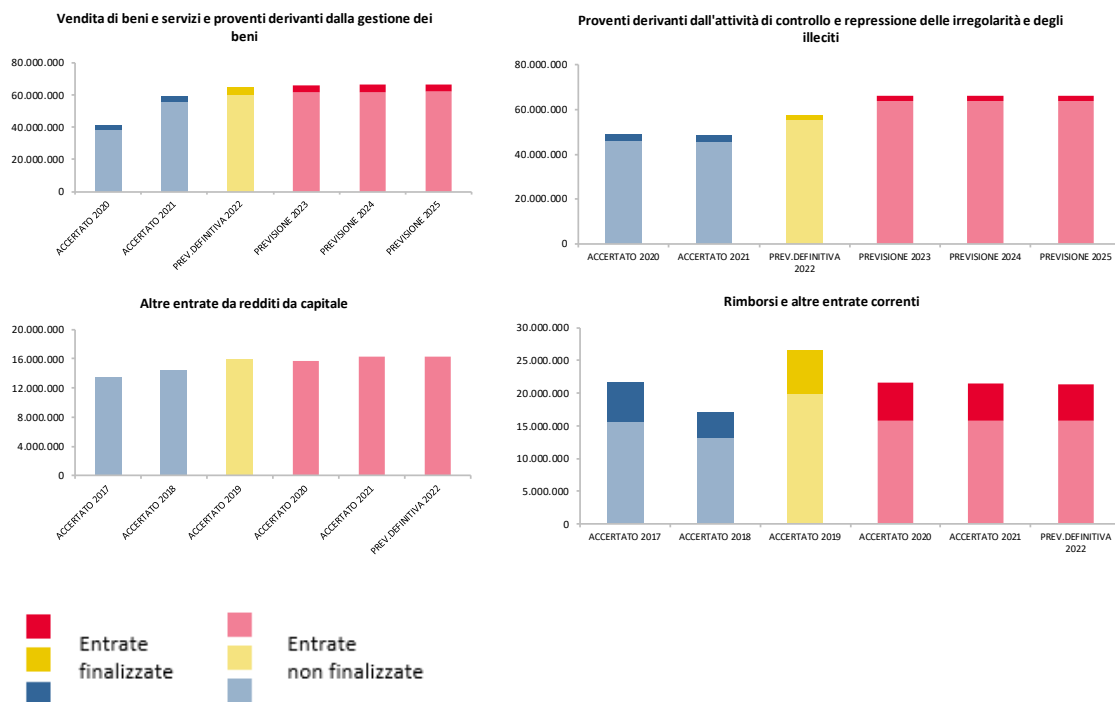 Vendita di beni e servizi e proventi derivanti dalla gestione dei
beni
80.000.000
60.000.000
40.000.000
20.000.000
0
ACCERTATO 2020
ACCERTATO 2021
PREV.DEFINITIVA 2022
PREVISIONE 2023
PREVISIONE 2024
PREVISIONE 2025
Proventi derivanti dall'attività di controllo e repressione delle irregolarità e degli
illeciti
80.000.000
60.000.000
40.000.000
20.000.000
0
ACCERTATO 2020
ACCERTATO 2021
PREV.DEFINITIVA
2022
PREVISIONE 2023
PREVISIONE 2024
PREVISIONE 2025
Altre entrate da redditi da capitale
20.000.000
16.000.000
12.000.000
8.000.000
4.000.000
0
ACCERTATO 2017
ACCERTATO 2018
ACCERTATO 2019
ACCERTATO 2020
ACCERTATO 2021
PREV.DEFINITIVA 2022
Rimborsi e altre entrate correnti
30.000.000
25.000.000
20.000.000
15.000.000
10.000.000
5.000.000
0
ACCERTATO 2017
ACCERTATO 2018
ACCERTATO 2019
ACCERTATO 2020
ACCERTATO 2021
PREV.DEFINITIVA
2022
Entrate
finalizzate
Entrate
non finalizzate